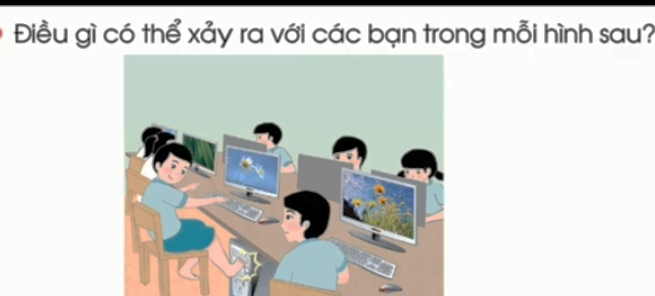 Điều gì có thể xảy ra với các bạn trong mỗi hình sau?